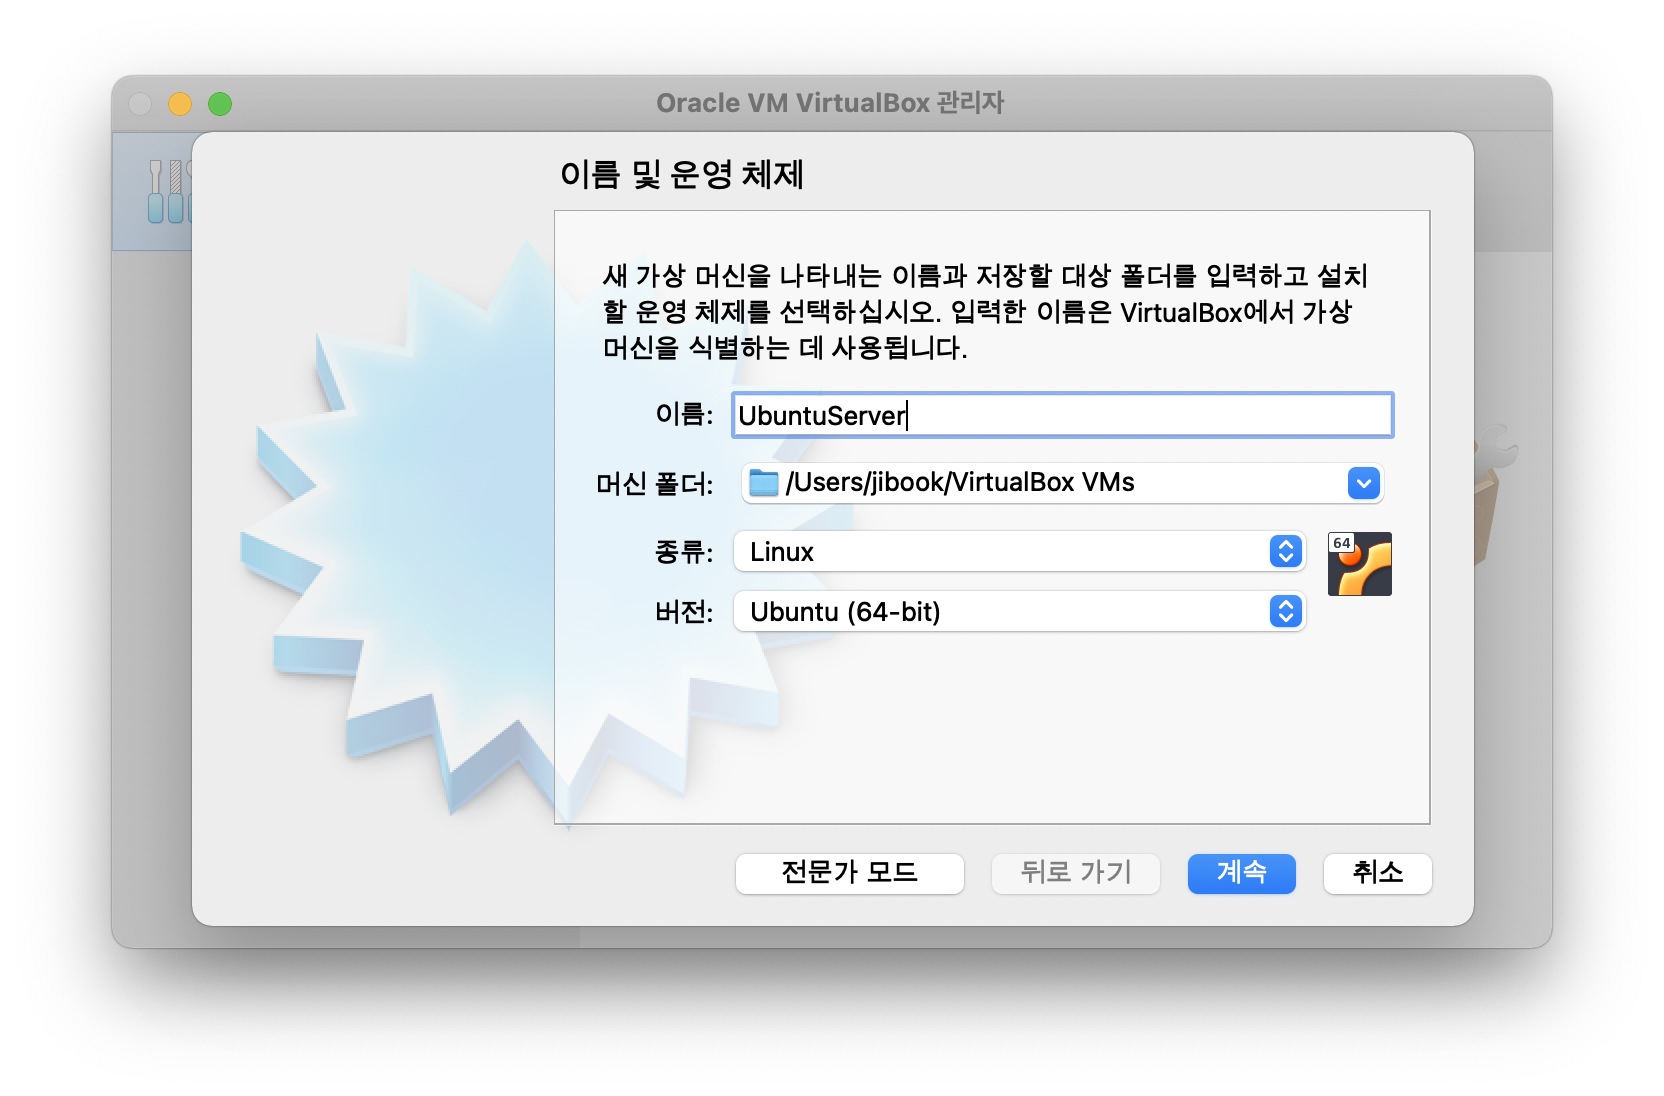 Oracle VM VirtualBox 관리자
이름 및 운영 체제
새 가상 머신을 나타내는 이름과 저장할 대상 폴더를 입력하고 설치
할 운영 체제를 선택하십시오. 입력한 이름은 VirtualBox에서 가상
머신을 식별하는 데 사용됩니다.
이름: UbuntuServer
머신 폴더: /Users/jibook/VirtualBox VMs
종류: Linux
64
버전: Ubuntu (64-bit)
전문가 모드 뒤로 가기 계속 취소